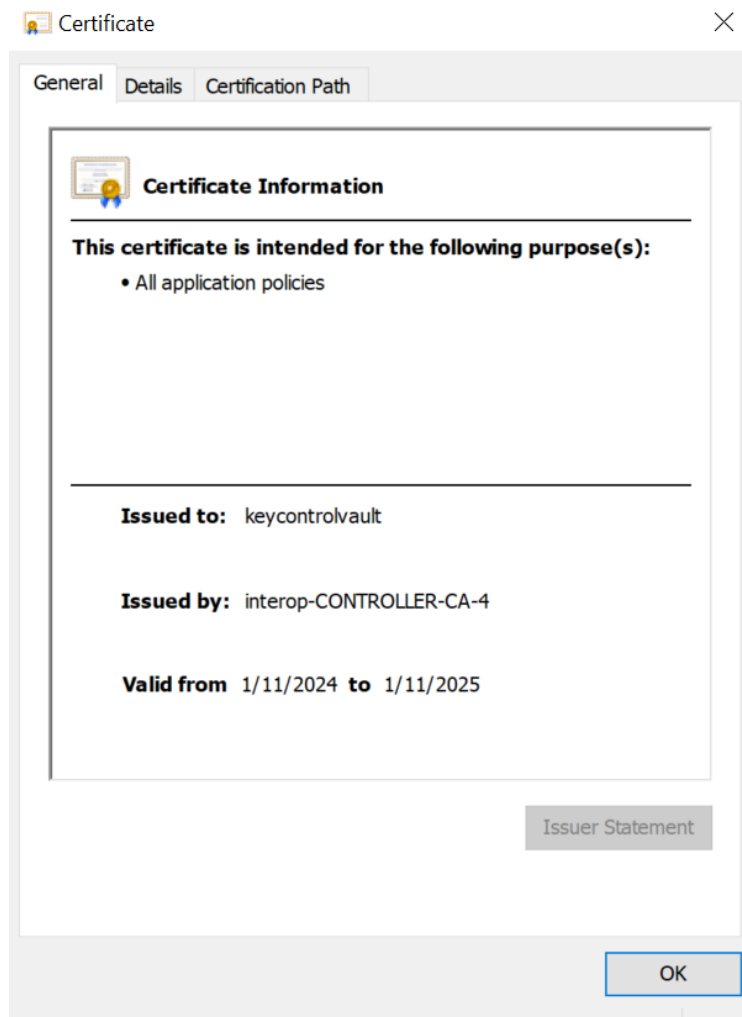 Certificate
General Details Certification Path
Certificate Information
This certificate is intended for the following purpose(s):
• All application policies
Issued to: keycontrolvault
Issued by: interop-CONTROLLER-CA-4
Valid from 1/11/2024 to 1/11/2025
Issuer Statement
OK